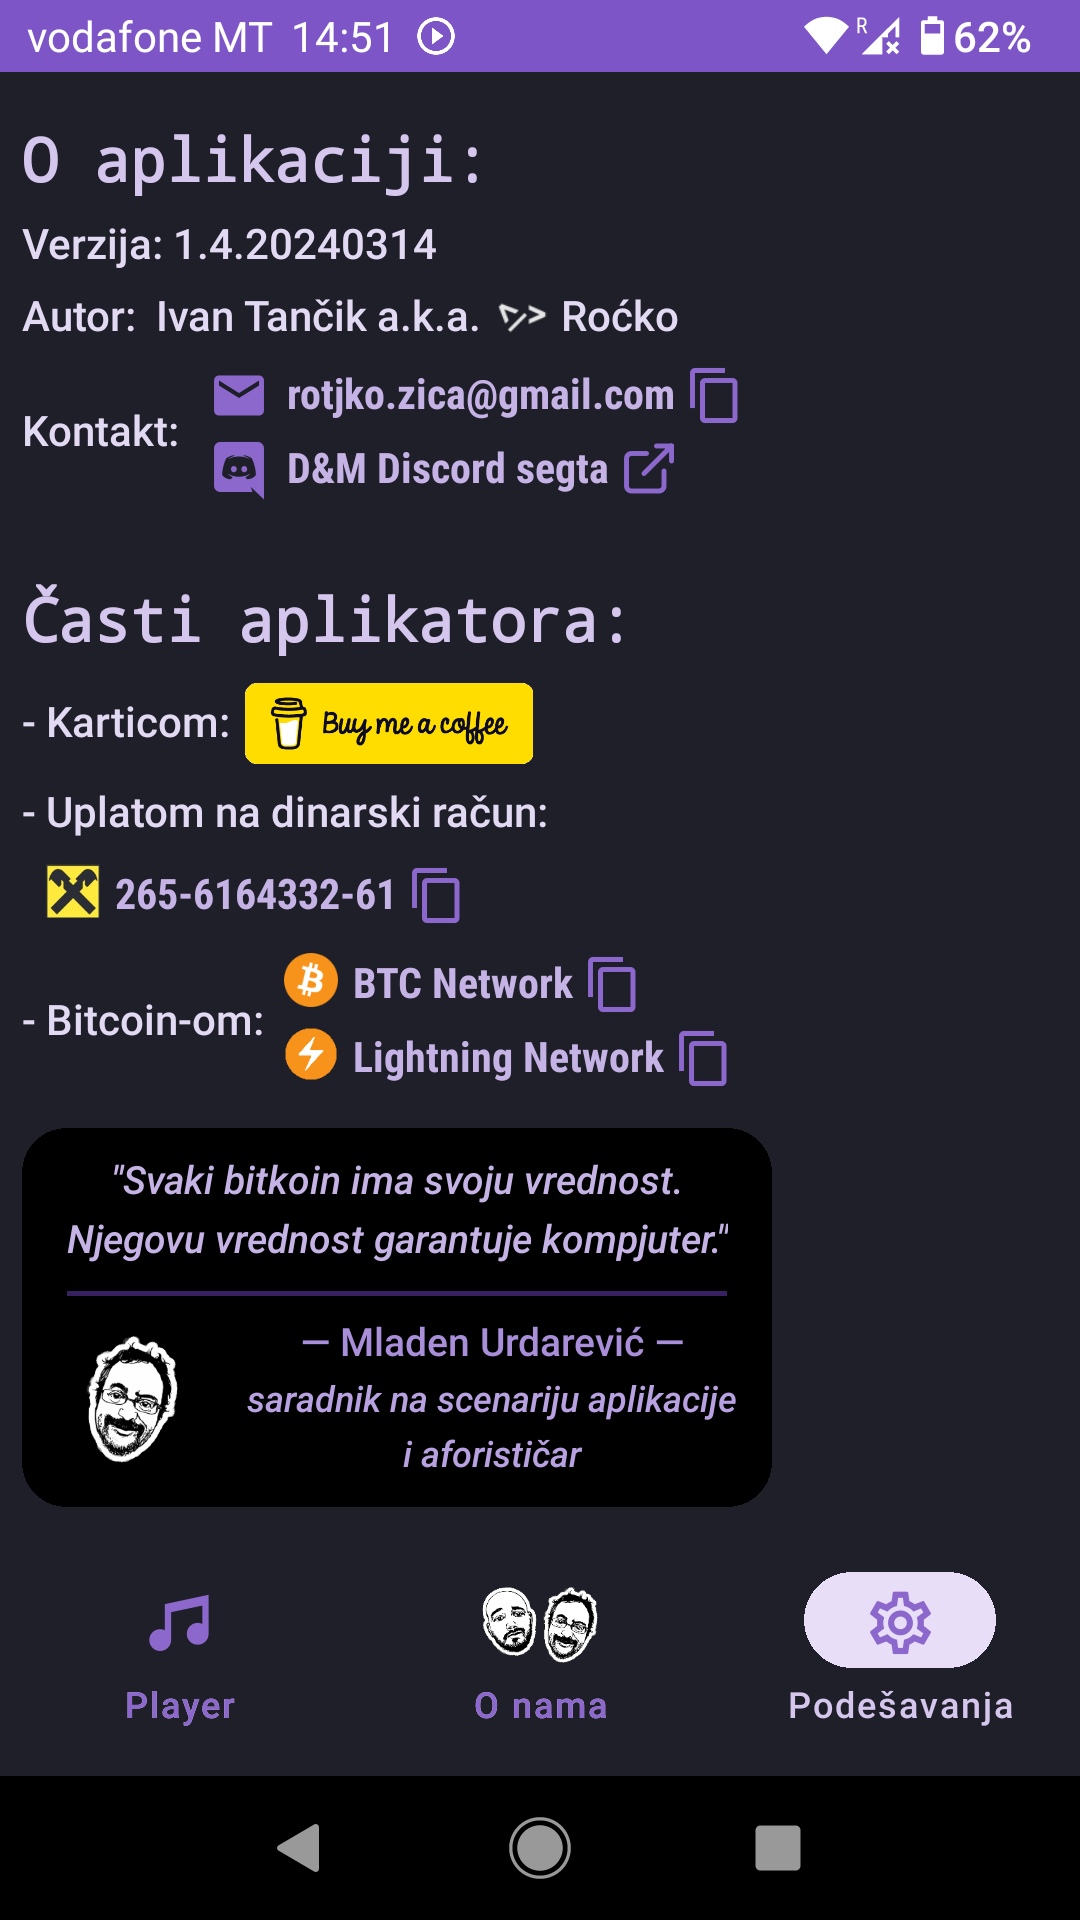 vodafone MT 14:51 R 62%
O aplikaciji:
Verzija: 1.4.20240314
Autor: Ivan Tančik a.k.a. Roćko
Kontakt:
rotjko.zica@gmail.com
D&M Discord segta
Časti aplikatora:
- Karticom: Buy me a coffee
- Uplatom na dinarski račun:
265-6164332-61
- Bitcoin-om:
BTC Network
Lightning Network
"Svaki bitkoin ima svoju vrednost.
Njegovu vrednost garantuje kompjuter."
— Mladen Urdarević —
saradnik na scenariju aplikacije
i aforističar
Player O nama Podešavanja